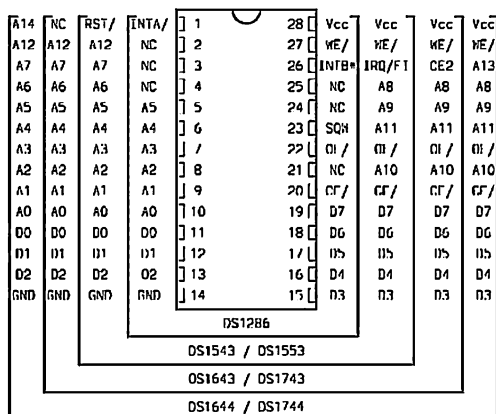 A14 NC RST/ INTA/ 1 28 Vcc Vcc Vcc Vcc
A12 A12 A12 NC 2 27 WE/ WE/ WE/ WE/
A7 A7 A7 NC 3 26 INTB* IRQ/FT CE2 A13
A6 A6 A6 NC 4 25 NC A8 A8 A8
A5 A5 A5 A5 5 24 NC A9 A9 A9
A4 A4 A4 A4 6 23 SQW A11 A11 A11
A3 A3 A3 A3 7 22 OE/ OE/ OE/ OE/
A2 A2 A2 A2 8 21 NC A10 A10 A10
A1 A1 A1 A1 9 20 CE/ CE/ CE/ CE/
A0 A0 A0 A0 10 19 D7 D7 D7 D7
D0 D0 D0 D0 11 18 D6 D6 D6 D6
D1 D1 D1 D1 12 17 D5 D5 D5 D5
D2 D2 D2 D2 13 16 D4 D4 D4 D4
GND GND GND GND 14 15 D3 D3 D3 D3
DS1286
DS1543 / DS1553
DS1643 / DS1743
DS1644 / DS1744